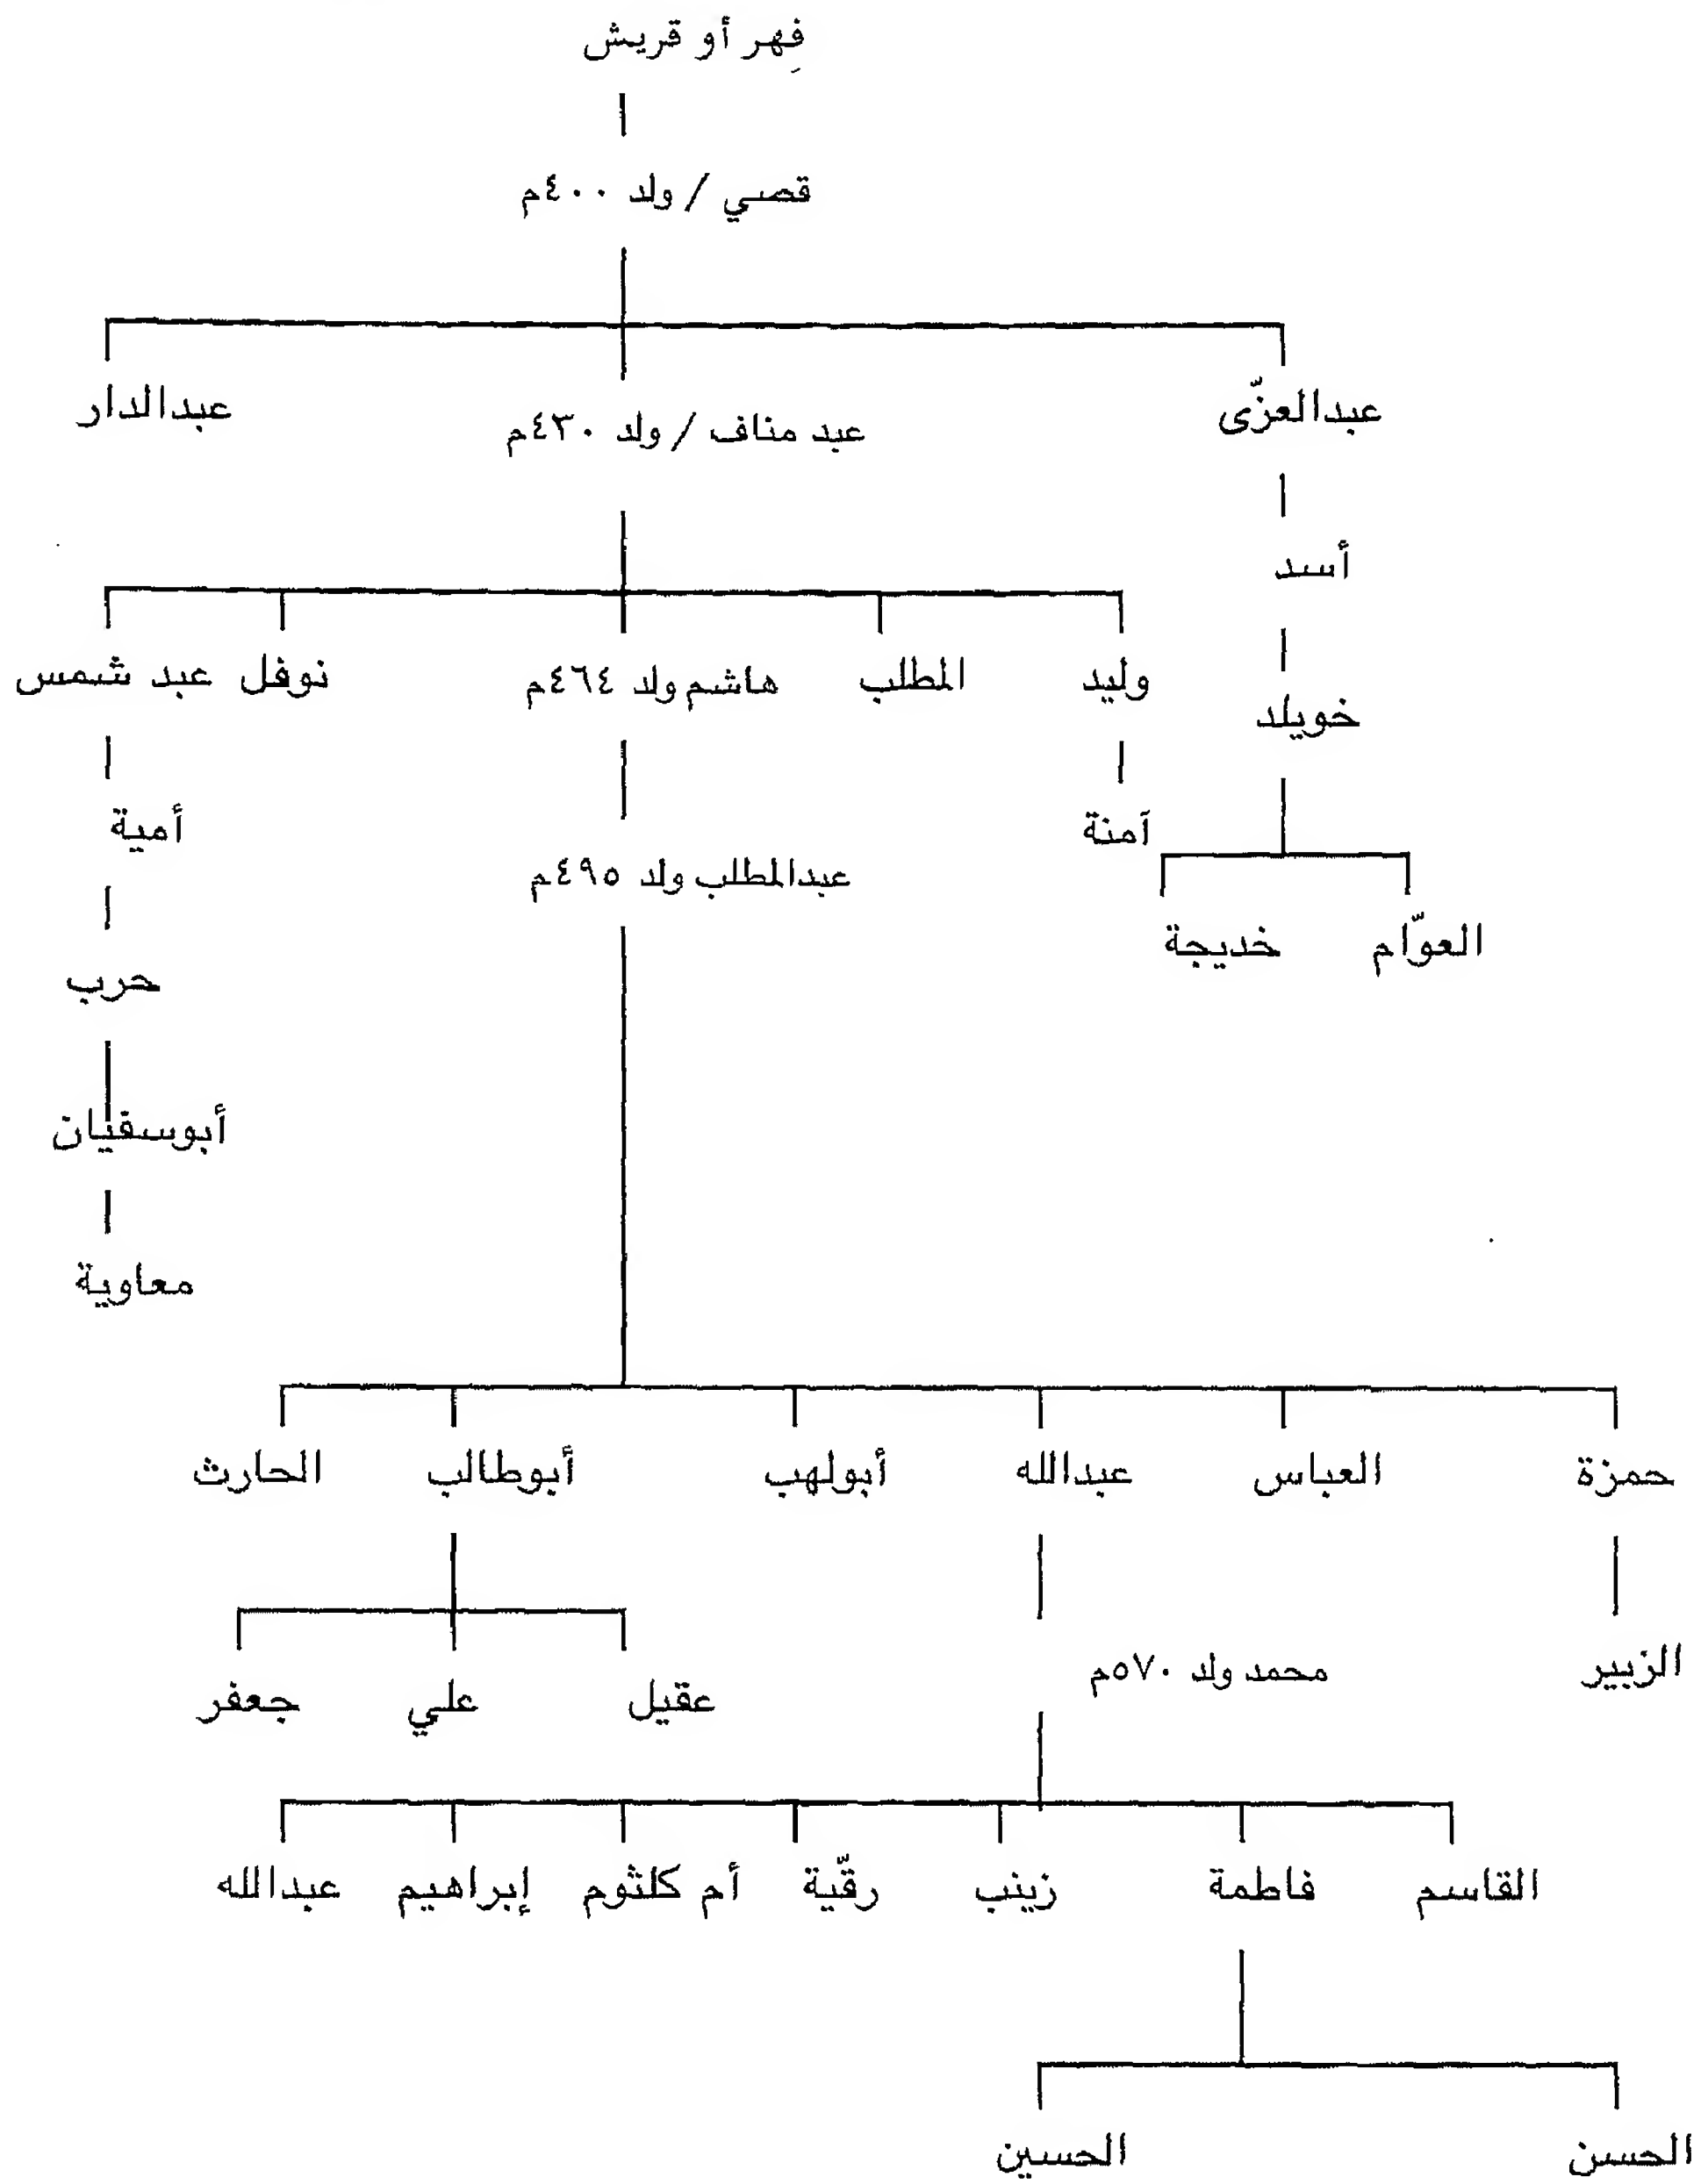 فِهر أو قريش
قصي / ولد ٤٠٠م
عبدالعزّى
عبد مناف / ولد ٤٣٠م
عبدالدار
أسد
وليد
المطلب
هاشم ولد ٤٦٤م
نوفل
عبد شمس
خويلد
آمنة
أمية
عبدالمطلب ولد ٤٩٥م
العوّام
خديجة
حرب
أبوسفيان
معاوية
حمزة
العباس
عبدالله
أبولهب
أبوطالب
الحارث
الزبير
محمد ولد ٥٧٠م
عقيل
علي
جعفر
القاسم
فاطمة
زينب
رقّية
أم كلثوم
إبراهيم
عبدالله
الحسن
الحسين